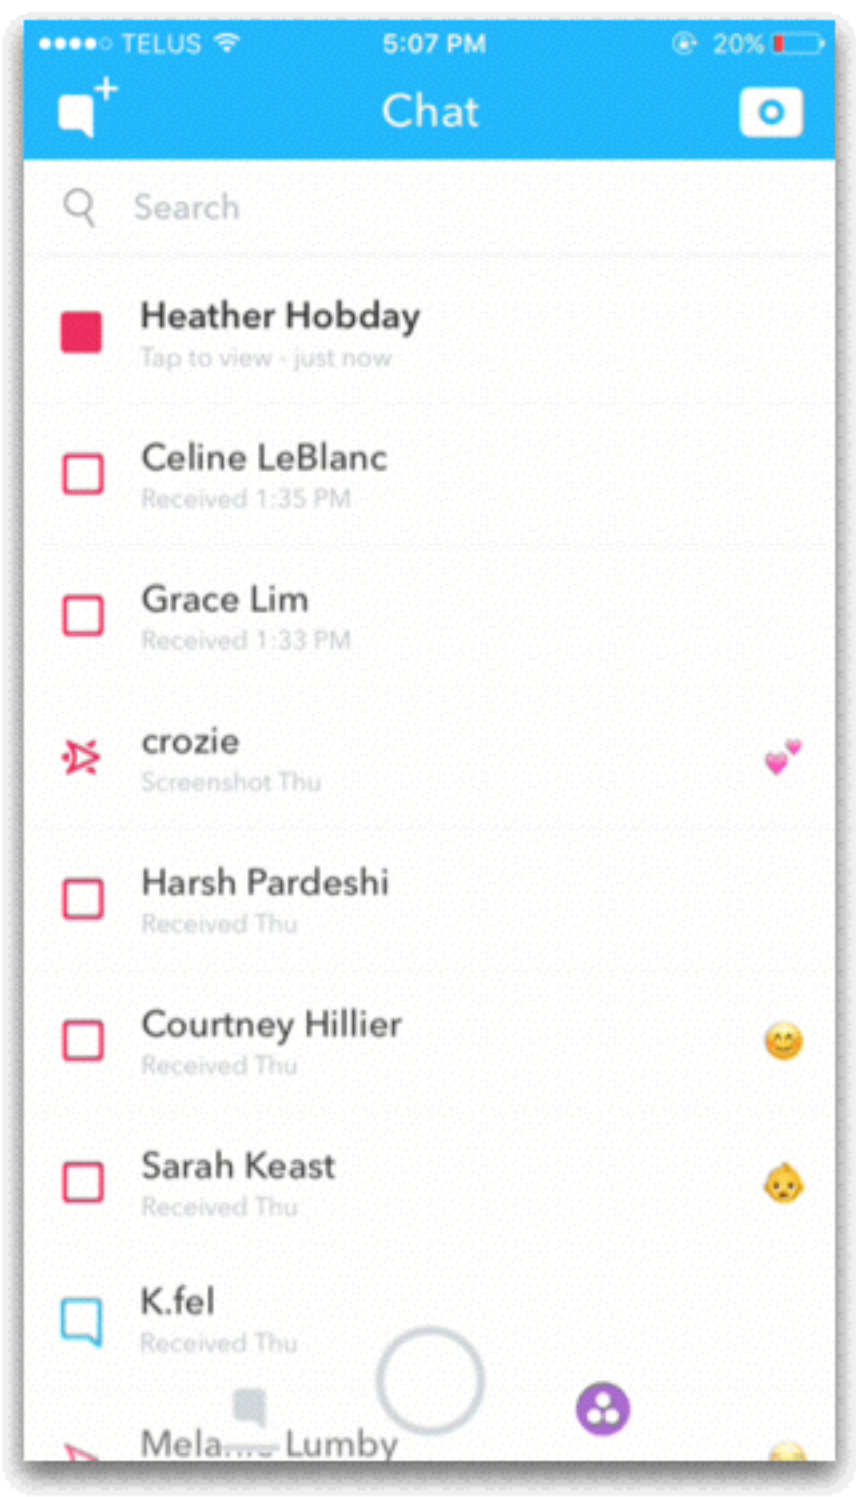 TELUS 5:07 PM 20%
Chat
Search
Heather Hobday
Tap to view - just now
Celine LeBlanc
Received 1:35 PM
Grace Lim
Received 1:33 PM
crozie
Screenshot Thu
Harsh Pardeshi
Received Thu
Courtney Hillier
Received Thu
Sarah Keast
Received Thu
K.fel
Received Thu
Lumby